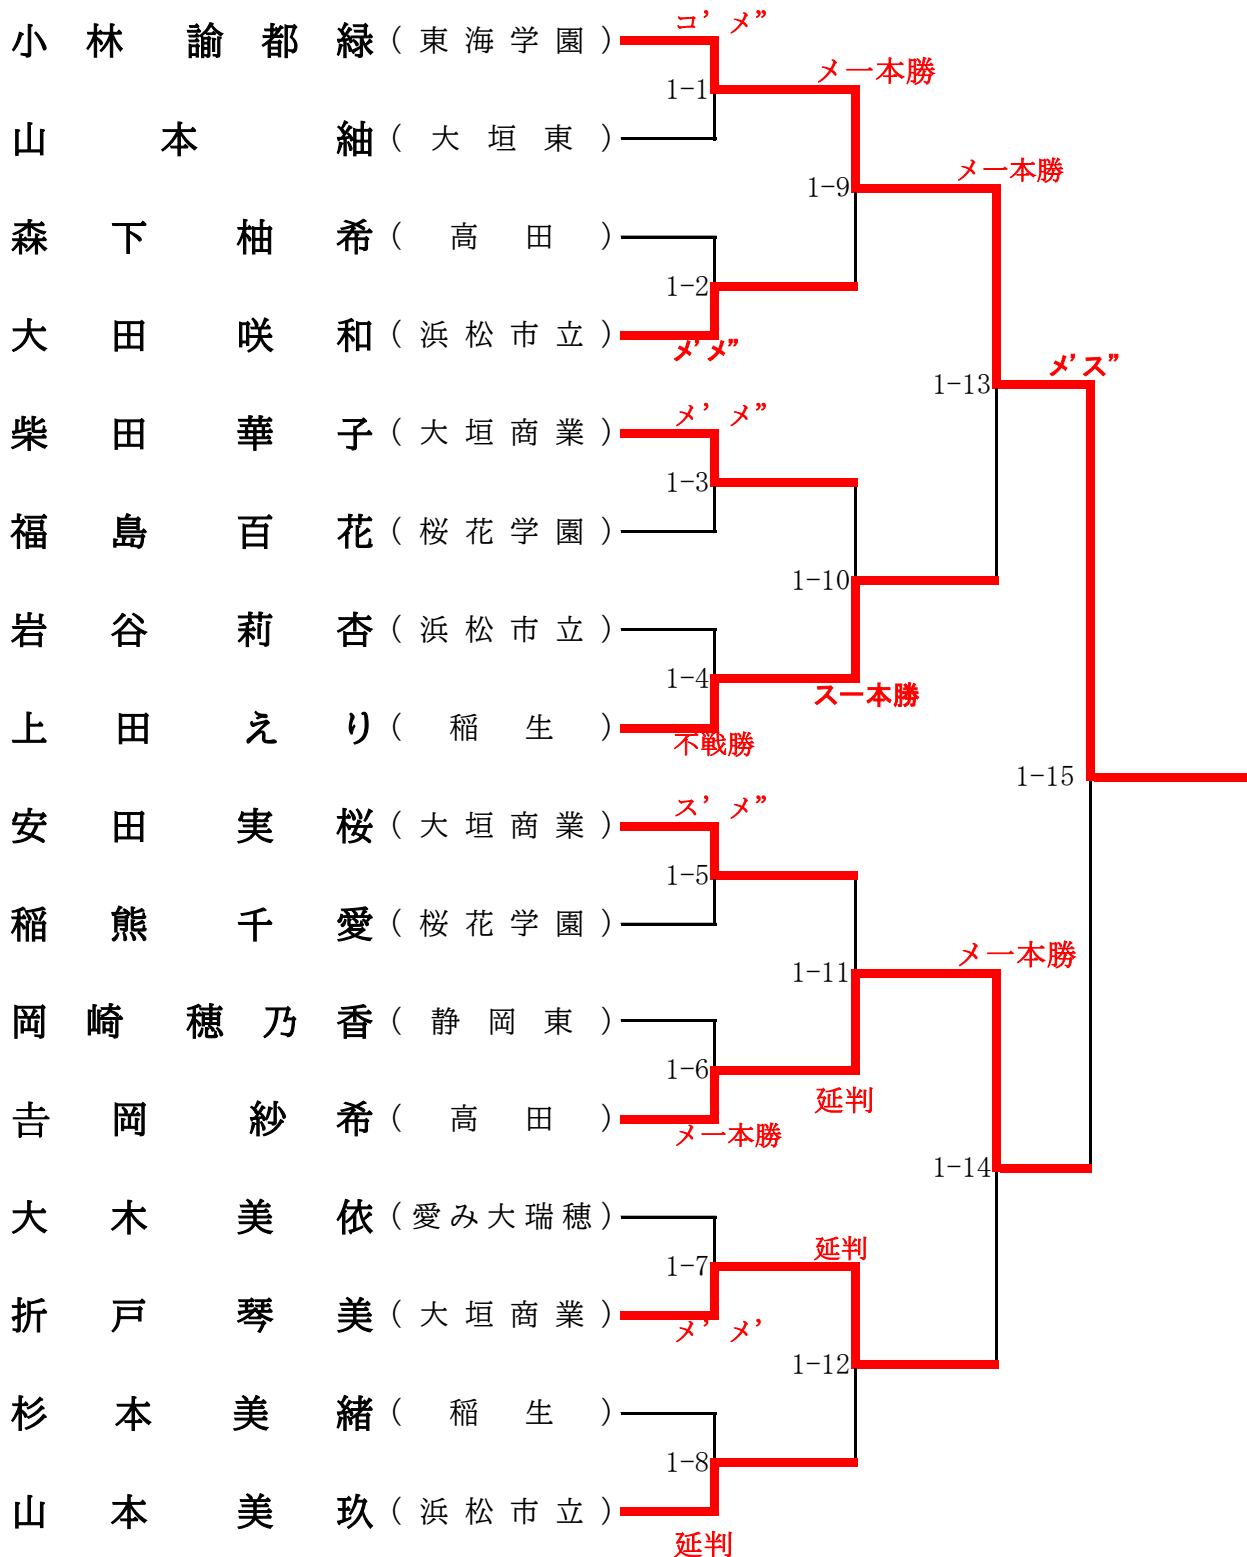 コ’ メ”
小林 諭都緑 (東海学園)
メ一本勝
1-1
山本 紬 (大垣東)
メ一本勝
1-9
森下 柚希 (高田)
1-2
大田 咲和 (浜松市立)
メ’メ”
メ’ス”
1-13
メ’ メ”
柴田 華子 (大垣商業)
1-3
福島 百花 (桜花学園)
1-10
岩谷 莉杏 (浜松市立)
1-4
スー本勝
上田 えり (稲生)
不戦勝
1-15
ス’ メ”
安田 実桜 (大垣商業)
1-5
稲熊 千愛 (桜花学園)
メ一本勝
1-11
岡崎 穂乃香 (静岡東)
1-6
延判
𠮷岡 紗希 (高田)
メ一本勝
1-14
大木 美依 (愛み大瑞穂)
延判
1-7
折戸 琴美 (大垣商業)
メ’ メ’
1-12
杉本 美緒 (稲生)
1-8
山本 美玖 (浜松市立)
延判